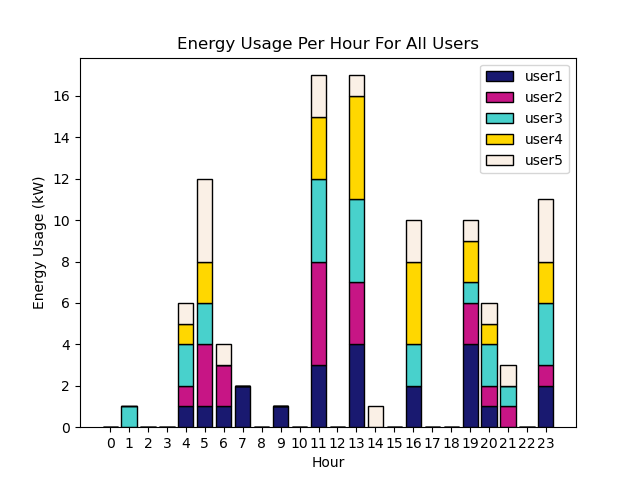 Energy Usage Per Hour For All Users
user1
user2
user3
user4
user5
Energy Usage (kW)
16
14
12
10
8
6
4
2
0
0 1 2 3 4 5 6 7 8 9 10 11 12 13 14 15 16 17 18 19 20 21 22 23
Hour